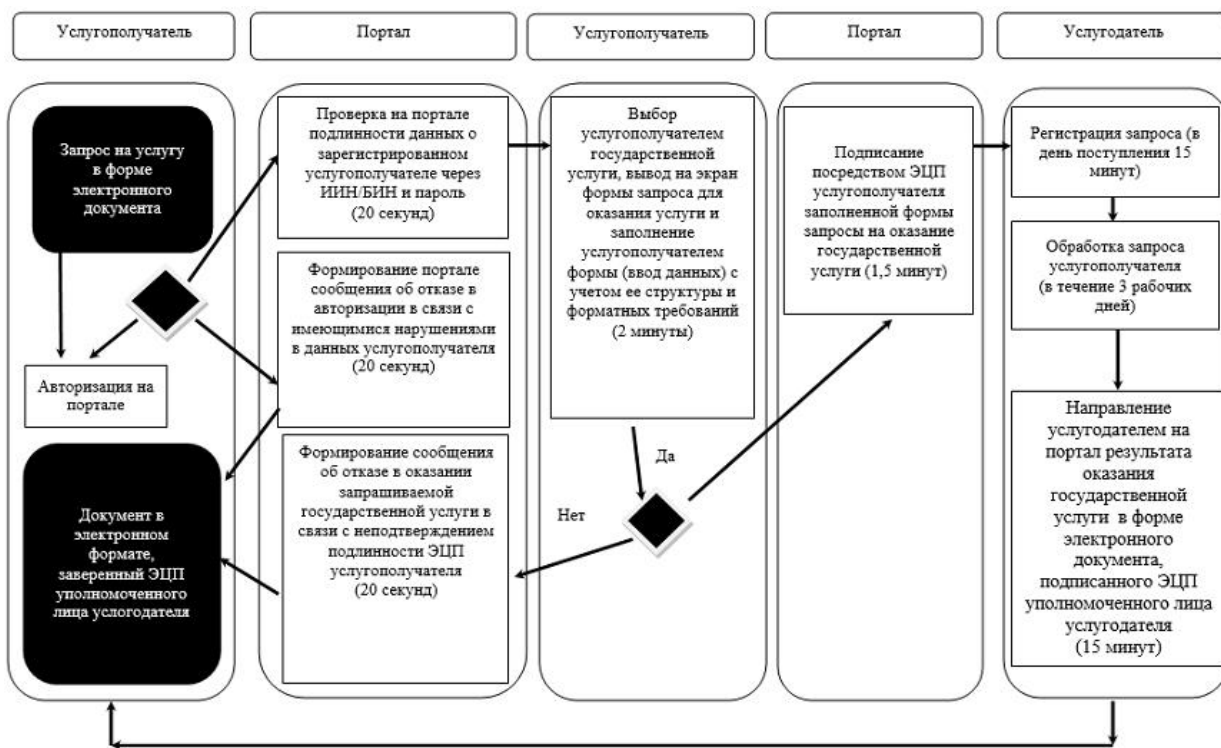 Услугополучатель
Портал
Услугополучатель
Портал
Услугодатель
Запрос на услугу
в форме
электронного
документа
Авторизация на
портале
Документ в
электронном
формате,
заверенный ЭЦП
уполномоченного
лица услогодателя
Проверка на портале
подлинности данных о
зарегистрированном
услугополучателе через
ИИН/БИН и пароль
(20 секунд)
Формирование портале
сообщения об отказе в
авторизации в связи с
имеющимися нарушениями
в данных услугополучателя
(20 секунд)
Формирование сообщения
об отказе в оказании
запрашиваемой
государственной услуги в
связи с неподтверждением
подлинности ЭЦП
услугополучателя
(20 секунд)
Выбор
услугополучателем
государственной
услуги, вывод на экран
формы запроса для
оказания услуги и
заполнение
услугополучателем
формы (ввод данных) с
учетом ее структуры и
форматных требований
(2 минуты)
Да
Нет
Подписание
посредством ЭЦП
услугополучателя
заполненной формы
запросы на оказание
государственной
услуги (1,5 минут)
Регистрация запроса (в
день поступления 15
минут)
Обработка запроса
услугополучателя
(в течение 3 рабочих
дней)
Направление
услугодателем на
портал результата
оказания
государственной
услуги в форме
электронного
документа,
подписанного ЭЦП
уполномоченного лица
услугодателя
(15 минут)